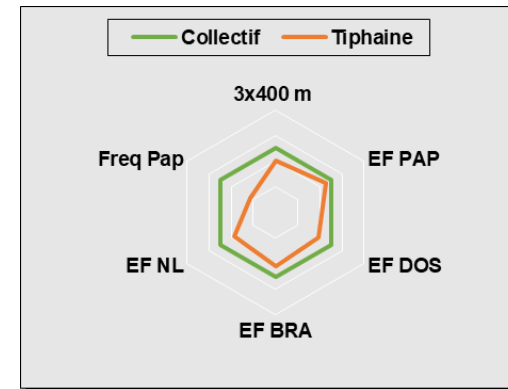 Collectif Tiphaine
3x400 m
Freq Pap EF PAP
EF NL EF DOS
EF BRA